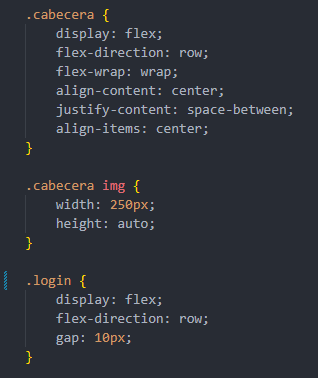 .cabecera {
    display: flex;
    flex-direction: row;
    flex-wrap: wrap;
    align-content: center;
    justify-content: space-between;
    align-items: center;
}

.cabecera img {
    width: 250px;
    height: auto;
}

.login {
    display: flex;
    flex-direction: row;
    gap: 10px;
}